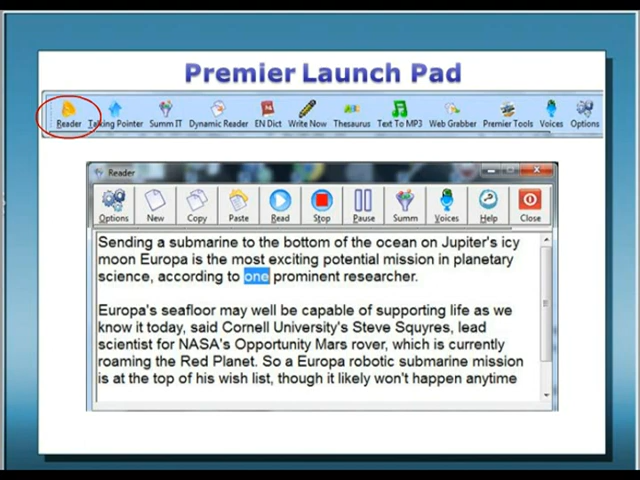 Premier Launch Pad
Reader Talking Pointer Summ IT Dynamic Reader EN Dict Write Now Thesaurus Text To MP3 Web Grabber Premier Tools Voices Options
Reader
Options New Copy Paste Read Stop Pause Summ Voices Help Close
Sending a submarine to the bottom of the ocean on Jupiter's icy
moon Europa is the most exciting potential mission in planetary
science, according to one prominent researcher.
Europa's seafloor may well be capable of supporting life as we
know it today, said Cornell University's Steve Squyres, lead
scientist for NASA's Opportunity Mars rover, which is currently
roaming the Red Planet. So a Europa robotic submarine mission
is at the top of his wish list, though it likely won't happen anytime